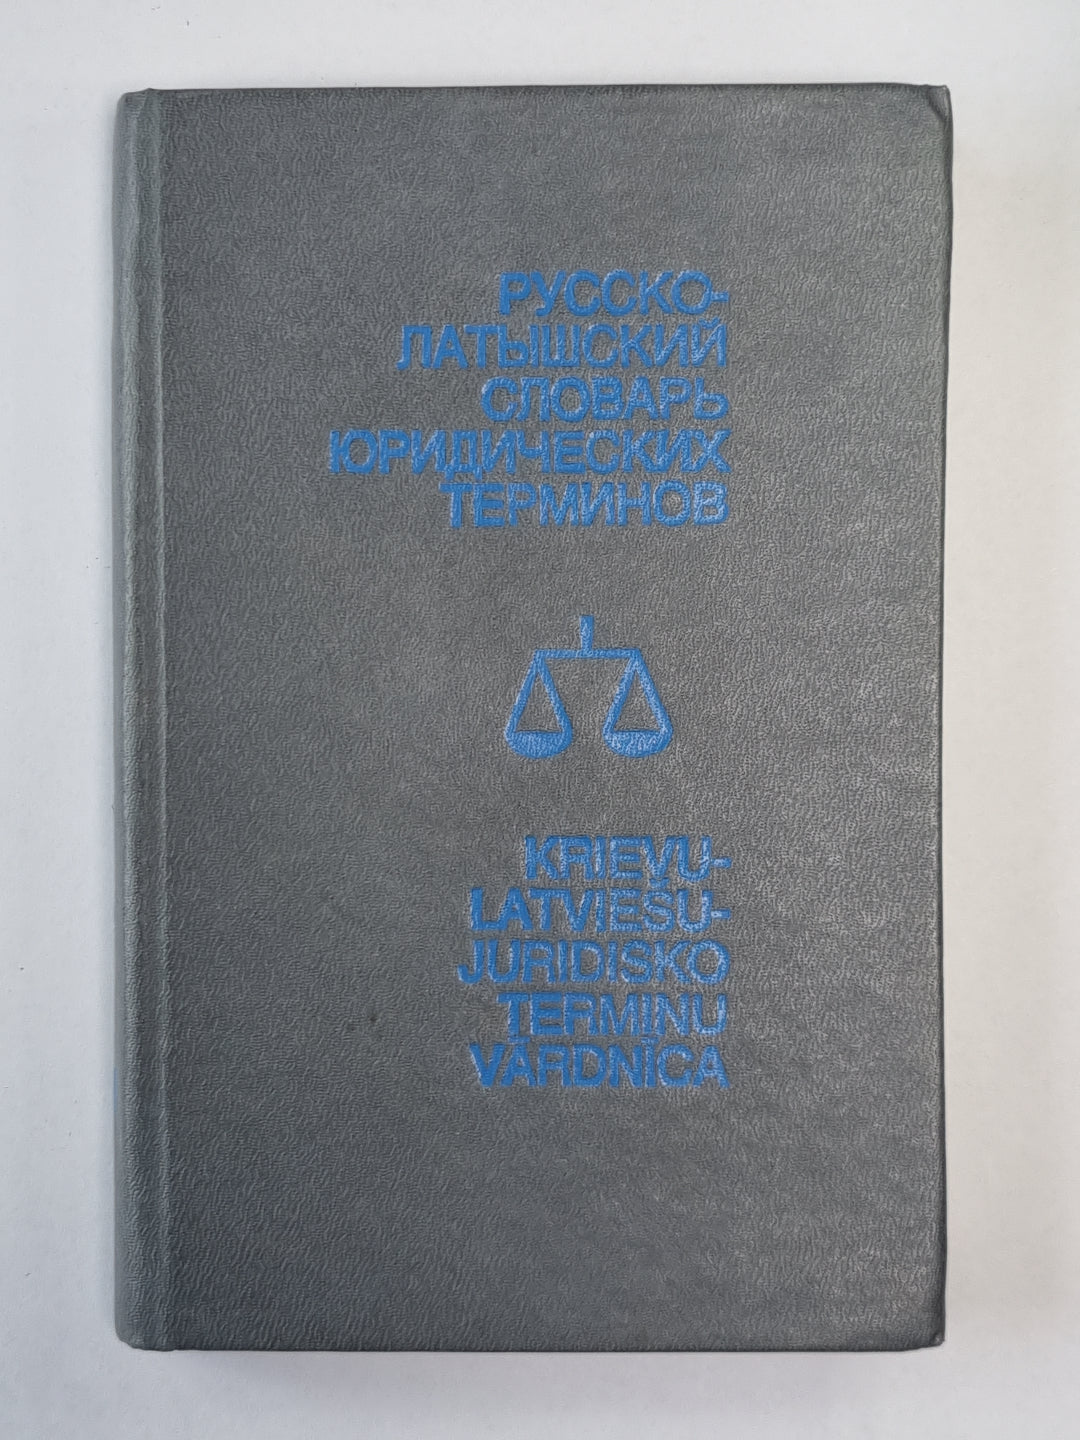 РУССКО-
ЛАТЫШСКИЙ
СЛОВАРЬ
ЮРИДИЧЕСКИХ
ТЕРМИНОВ
KRIEVU-
LATVIEŠU-
JURIDISKO
TERMINU
VĀRDNĪCA